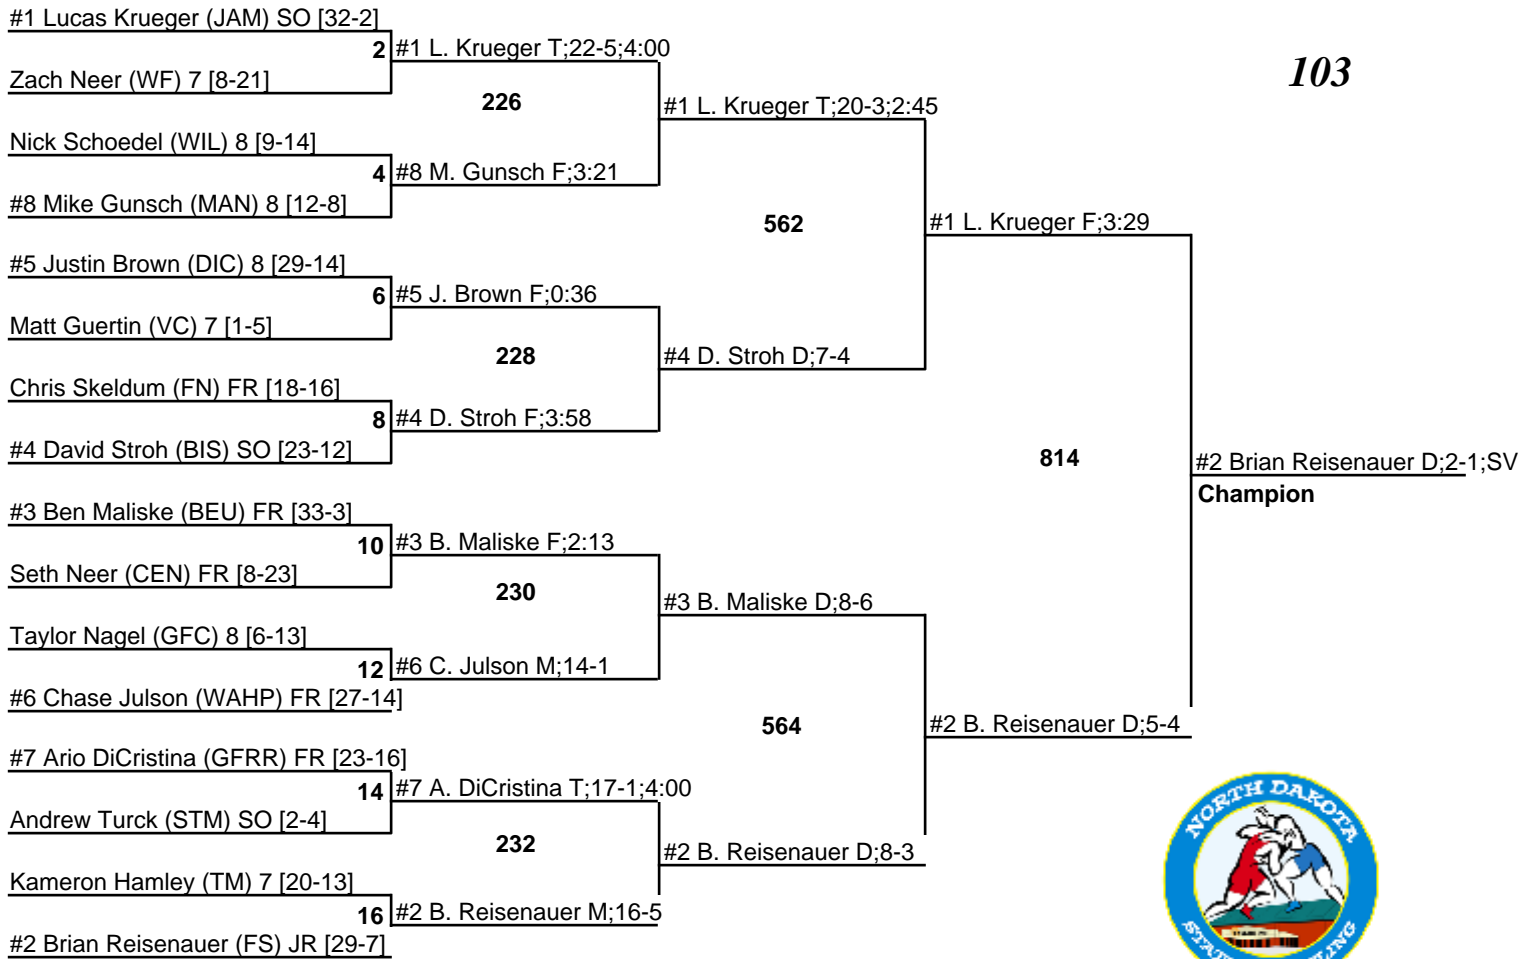 103
#1 Lucas Krueger (JAM) SO [32-2]
2
#1 L. Krueger T;22-5;4:00
Zach Neer (WF) 7 [8-21]
226
#1 L. Krueger T;20-3;2:45
Nick Schoedel (WIL) 8 [9-14]
4
#8 M. Gunsch F;3:21
#8 Mike Gunsch (MAN) 8 [12-8]
562
#1 L. Krueger F;3:29
#5 Justin Brown (DIC) 8 [29-14]
6
#5 J. Brown F;0:36
Matt Guertin (VC) 7 [1-5]
228
#4 D. Stroh D;7-4
Chris Skeldum (FN) FR [18-16]
8
#4 D. Stroh F;3:58
#4 David Stroh (BIS) SO [23-12]
814
#2 Brian Reisenauer D;2-1;SV
Champion
#3 Ben Maliske (BEU) FR [33-3]
10
#3 B. Maliske F;2:13
Seth Neer (CEN) FR [8-23]
230
#3 B. Maliske D;8-6
Taylor Nagel (GFC) 8 [6-13]
12
#6 C. Julson M;14-1
#6 Chase Julson (WAHP) FR [27-14]
564
#2 B. Reisenauer D;5-4
#7 Ario DiCristina (GFRR) FR [23-16]
14
#7 A. DiCristina T;17-1;4:00
Andrew Turck (STM) SO [2-4]
232
#2 B. Reisenauer D;8-3
Kameron Hamley (TM) 7 [20-13]
16
#2 B. Reisenauer M;16-5
#2 Brian Reisenauer (FS) JR [29-7]
NORTH DAKOTA